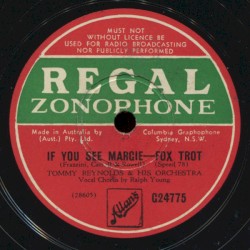 MUST NOT
WITHOUT LICENCE BE
USED FOR RADIO BROADCASTING
NOR PUBLICLY PERFORMED
REGAL
ZONOPHONE
Made in Australia by
(Aust.) Pty. Ltd.
Columbia Graphophone
Sydney, N.S.W.
IF YOU SEE MARGIE—FOX TROT
TOMMY REYNOLDS & HIS ORCHESTRA
Vocal Chorus by Ralph Young
Allans
G24775